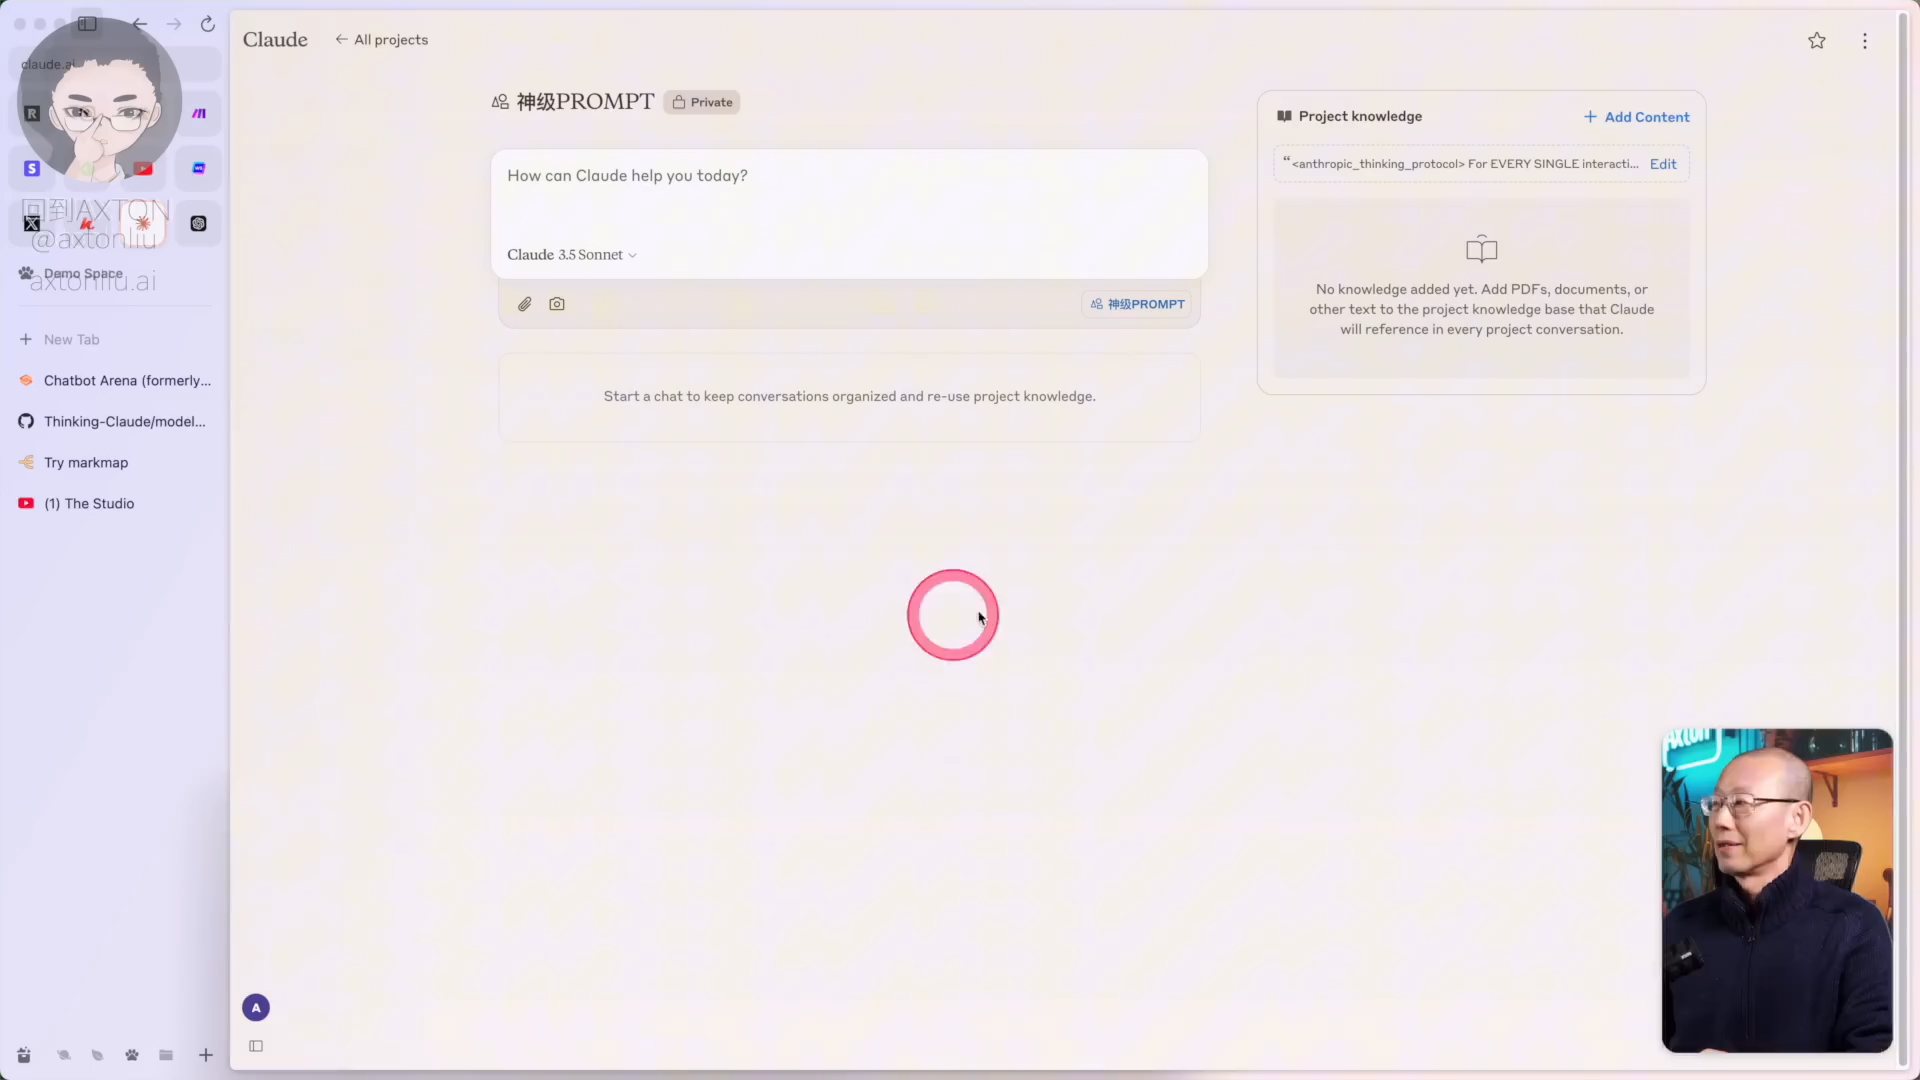 claude.ai
回到AXTON
@axtonliu
axtonliu.ai
Demo Space
New Tab
Chatbot Arena (formerly...
Thinking-Claude/model...
Try markmap
(1) The Studio
Claude
All projects
神级PROMPT
Private
How can Claude help you today?
Claude 3.5 Sonnet
神级PROMPT
Start a chat to keep conversations organized and re-use project knowledge.
Project knowledge
Add Content
“<anthropic_thinking_protocol> For EVERY SINGLE interacti...
Edit
No knowledge added yet. Add PDFs, documents, or
other text to the project knowledge base that Claude
will reference in every project conversation.
A